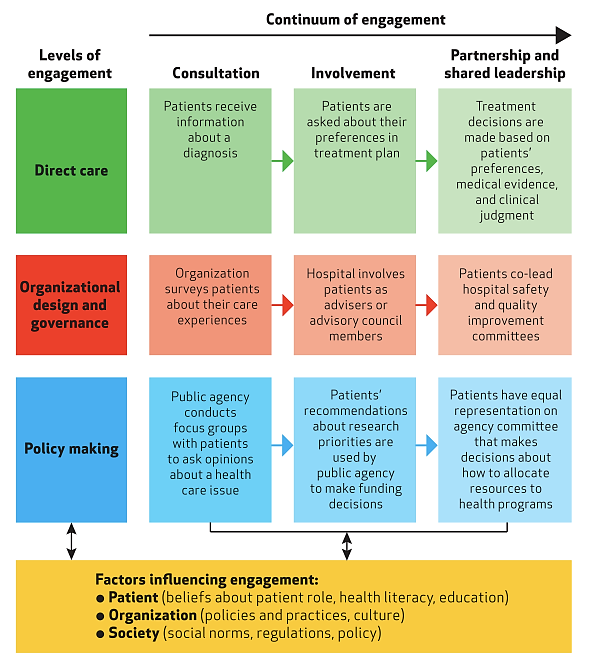 Continuum of engagement
Levels of
engagement
Consultation
Involvement
Partnership and
shared leadership
Direct care
Patients receive
information
about a
diagnosis
Patients are
asked about their
preferences in
treatment plan
Treatment
decisions are
made based on
patients'
preferences,
medical evidence,
and clinical
judgment
Organizational
design and
governance
Organization
surveys patients
about their care
experiences
Hospital involves
patients as
advisers or
advisory council
members
Patients co-lead
hospital safety
and quality
improvement
committees
Policy making
Public agency
conducts
focus groups
with patients
to ask opinions
about a health
care issue
Patients'
recommendations
about research
priorities are
used by
public agency
to make funding
decisions
Patients have equal
representation on
agency committee
that makes
decisions about
how to allocate
resources to
health programs
Factors influencing engagement:
● Patient (beliefs about patient role, health literacy, education)
● Organization (policies and practices, culture)
● Society (social norms, regulations, policy)